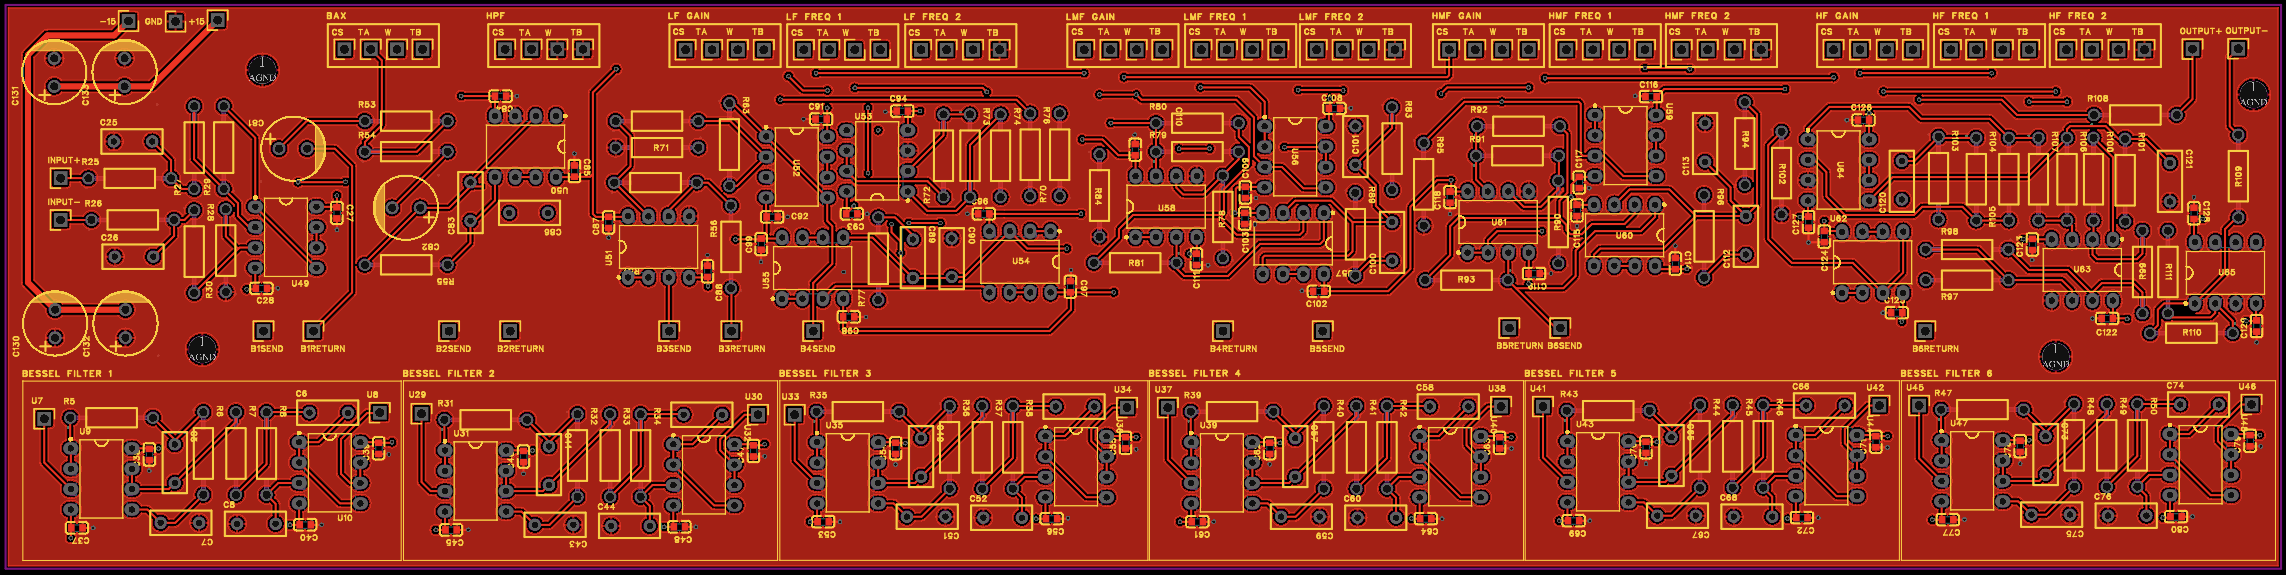 -15 GND +15
BAX
CS TA W TB
HPF
CS TA W TB
LF GAIN
CS TA W TB
LF FREQ 1
CS TA W TB
LF FREQ 2
CS TA W TB
LMF GAIN
CS TA W TB
LMF FREQ 1
CS TA W TB
LMF FREQ 2
CS TA W TB
HMF GAIN
CS TA W TB
HMF FREQ 1
CS TA W TB
HMF FREQ 2
CS TA W TB
HF GAIN
CS TA W TB
HF FREQ 1
CS TA W TB
HF FREQ 2
CS TA W TB
OUTPUT+ OUTPUT-
C131
C133
1
AGND
1
AGND
C25
C81
R53
R54
INPUT+
R25
R27
R29
INPUT-
R26
R28
R30
C26
C27
C28
U49
C82
R55
C83
C85
U50
C86
R71
R63
C87
U51
R56
C88
C91
U53
C94
U52
C92
C93
R72
R73
R74
R76
R70
C96
U55
R77
C89
C90
U54
C97
C98
R80
C110
R79
R84
U58
R78
R81
C109
C103
C108
U56
C101
R83
R89
C100
U57
C102
R92
R91
R95
U61
R90
R93
C117
C115
C116
U59
C113
R94
R96
U60
C112
R102
C126
U64
C127
U62
C124
C120
R103
R105
R107
R106
R101
R108
C121
R109
C128
R98
R97
C123
U63
R99
R111
U65
R110
C122
C129
C130
C132
1
AGND
1
AGND
B1SEND B1RETURN B2SEND B2RETURN B3SEND B3RETURN B4SEND B4RETURN B5SEND B5RETURN B6SEND B6RETURN
BESSEL FILTER 1
U7 R5 U9 R6 R7 R8 C6 U8
C37 C7 C8 C40 U10
BESSEL FILTER 2
U29 R31 U31 R32 R33 R34 U30
C45 C43 C44 C48
BESSEL FILTER 3
U33 R35 U35 R36 R37 R38 U34
C53 C51 C52 C56
BESSEL FILTER 4
U37 R39 U39 R40 R41 R42 C58 U38
C61 C59 C60 C64
BESSEL FILTER 5
U41 R43 U43 R44 R45 R46 C66 U42
C69 C67 C68 C72
BESSEL FILTER 6
U45 R47 U47 R48 R49 R50 C74 U46
C77 C75 C76 C80